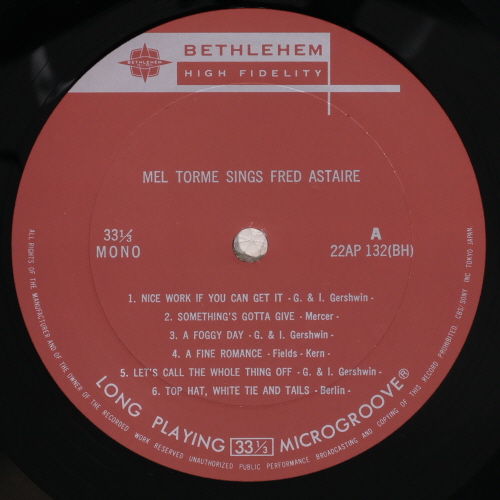 BETHLEHEM
BETHLEHEM
HIGH FIDELITY
MEL TORME SINGS FRED ASTAIRE
33⅓
MONO
A
22AP 132(BH)
1. NICE WORK IF YOU CAN GET IT - G. & I. Gershwin -
2. SOMETHING'S GOTTA GIVE - Mercer -
3. A FOGGY DAY - G. & I. Gershwin -
4. A FINE ROMANCE - Fields - Kern -
5. LET'S CALL THE WHOLE THING OFF - G. & I. Gershwin -
6. TOP HAT, WHITE TIE AND TAILS - Berlin -
LONG PLAYING 33⅓ MICROGROOVE®
ALL RIGHTS OF THE MANUFACTURER AND OF THE OWNER OF THE RECORDED WORK RESERVED UNAUTHORIZED PUBLIC PERFORMANCE BROADCASTING AND COPYING OF THIS RECORD PROHIBITED. CBS/SONY INC TOKYO JAPAN